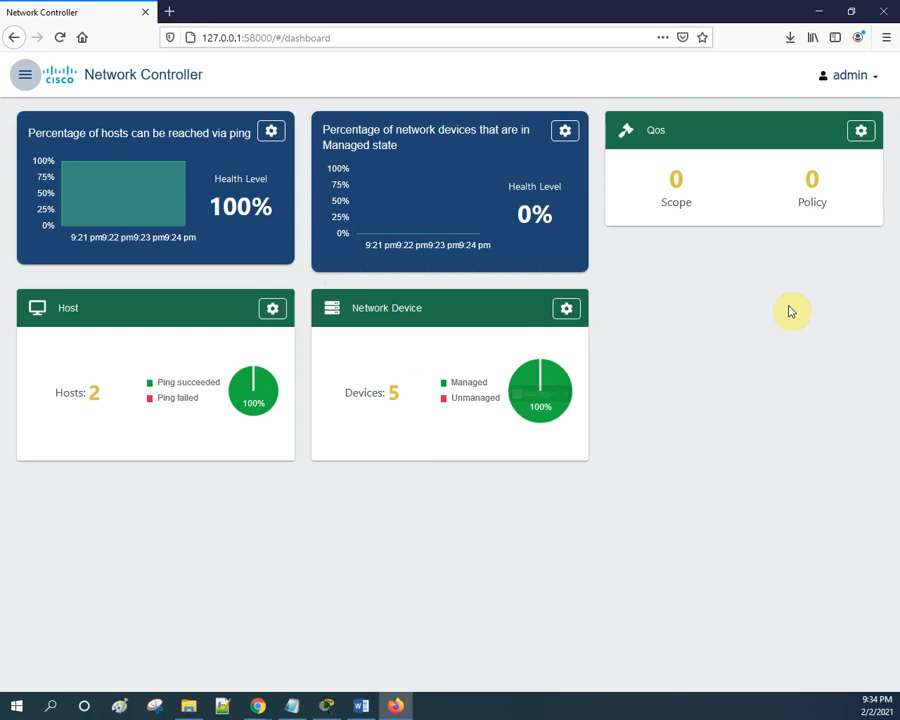 Network Controller
127.0.0.1:58000/#/dashboard
CISCO
Network Controller
admin
Percentage of hosts can be reached via ping
100%
75%
50%
25%
0%
9:21 pm9:22 pm9:23 pm9:24 pm
Health Level
100%
Percentage of network devices that are in
Managed state
100%
75%
50%
25%
0%
9:21 pm9:22 pm9:23 pm9:24 pm
Health Level
0%
Qos
0
Scope
0
Policy
Host
Hosts: 2
Ping succeeded
Ping failed
100%
Network Device
Devices: 5
Managed
Unmanaged
100%
9:34 PM
2/2/2021